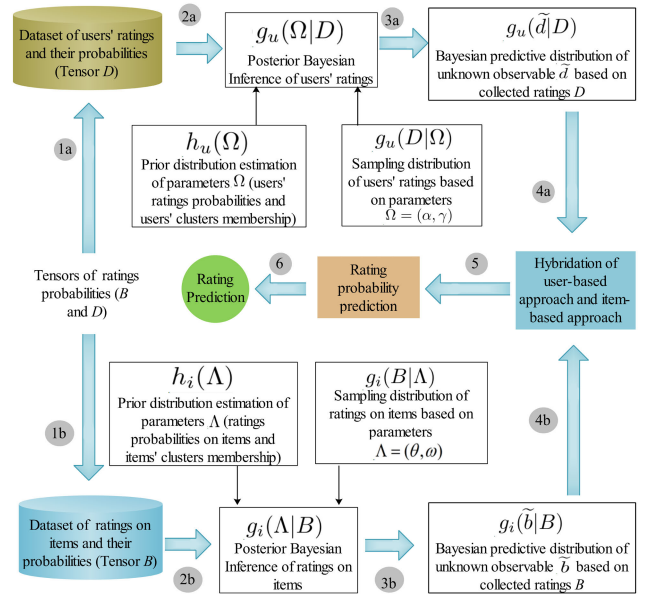 Dataset of users' ratings
and their probabilities
(Tensor D)
2a
g_u(Ω|D)
Posterior Bayesian
Inference of users' ratings
3a
g_u(d̃|D)
Bayesian predictive distribution of
unknown observable d̃ based on
collected ratings D
1a
h_u(Ω)
Prior distribution estimation
of parameters Ω (users'
ratings probabilities and
users' clusters membership)
g_u(D|Ω)
Sampling distribution
of users' ratings based
on parameters
Ω = (α, γ)
4a
Tensors of ratings
probabilities (B
and D)
Rating
Prediction
6
Rating
probability
prediction
5
Hybridation of
user-based
approach and item-
based approach
1b
h_i(Λ)
Prior distribution estimation of
parameters Λ (ratings
probabilities on items and
items' clusters membership)
g_i(B|Λ)
Sampling distribution of
ratings on items based on
parameters
Λ = (θ, ω)
4b
Dataset of ratings on
items and their
probabilities (Tensor B)
2b
g_i(Λ|B)
Posterior Bayesian
Inference of ratings on
items
3b
g_i(b̃|B)
Bayesian predictive distribution of
unknown observable b̃ based on
collected ratings B